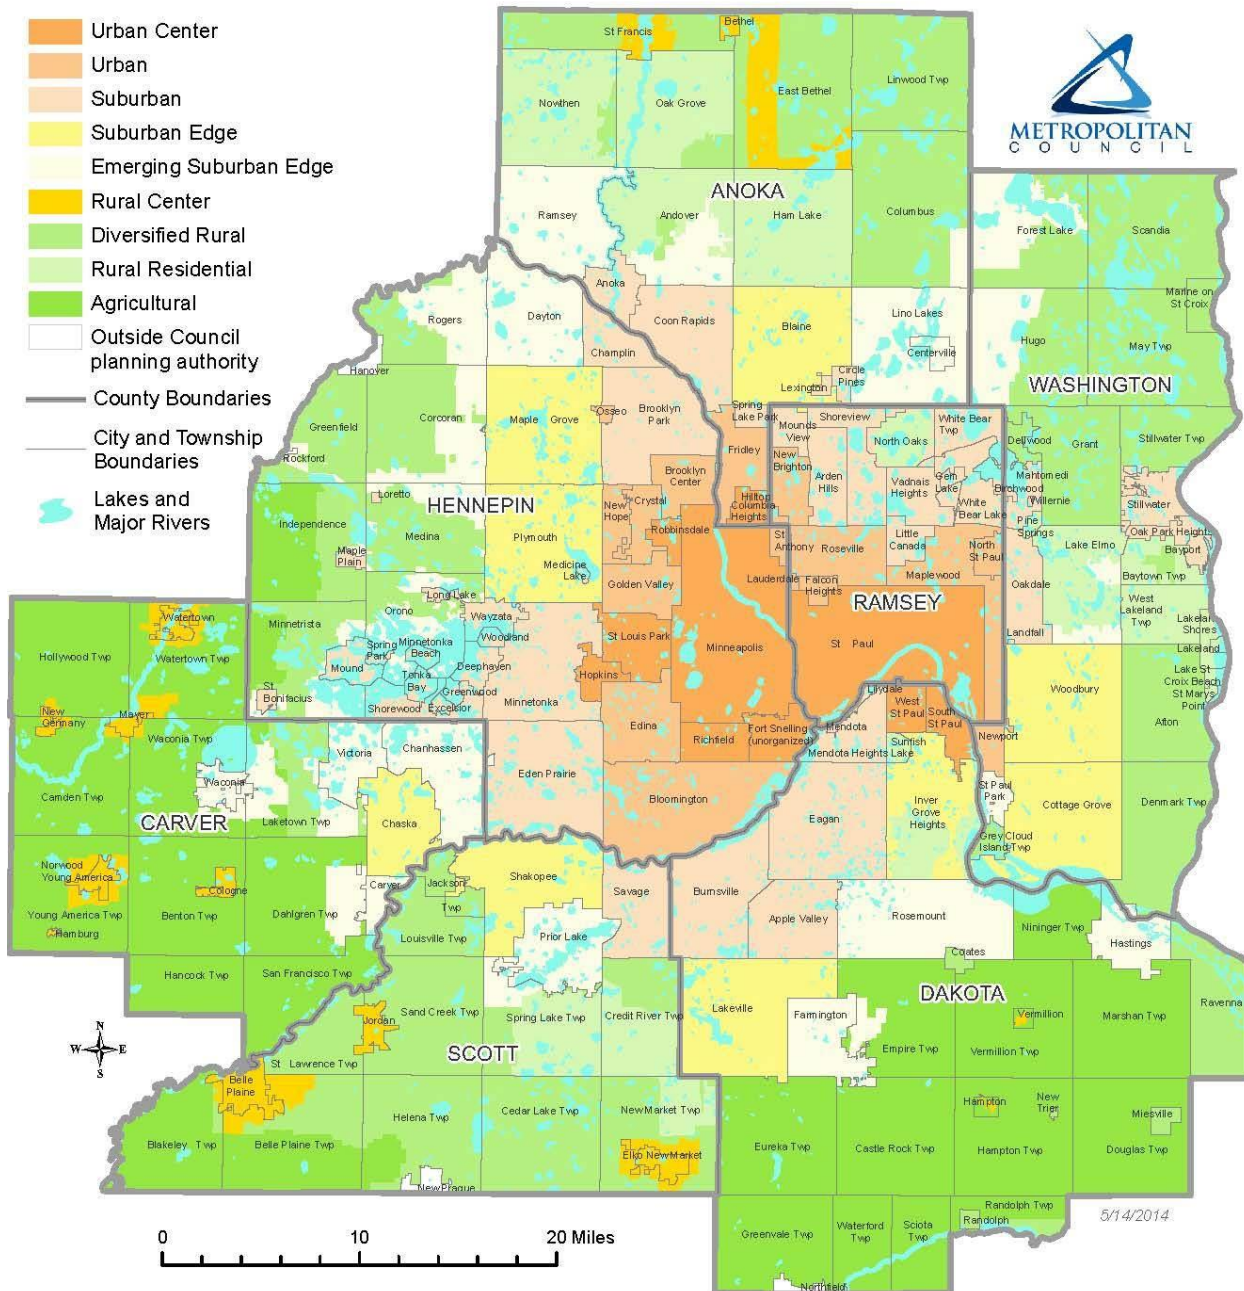 Urban Center
Urban
Suburban
Suburban Edge
Emerging Suburban Edge
Rural Center
Diversified Rural
Rural Residential
Agricultural
Outside Council
planning authority
County Boundaries
City and Township
Boundaries
Lakes and
Major Rivers
METROPOLITAN
COUNCIL
St Francis
Bethel
Nowthen
Oak Grove
East Bethel
Linwood Twp
ANOKA
Ramsey
Andover
Ham Lake
Columbus
Forest Lake
Scandia
Marine on
St Croix
Anoka
Rogers
Dayton
Coon Rapids
Blaine
Lino Lakes
Centerville
Hugo
May Twp
Hanover
Champlin
Lexington
Circle
Pines
WASHINGTON
Greenfield
Corcoran
Maple Grove
Osseo
Brooklyn
Park
Spring
Lake Park
Mounds
View
Shoreview
North Oaks
White Bear
Twp
Dellwood
Grant
Stillwater Twp
Rockford
Fridley
New
Brighton
Arden
Hills
Vadnais
Heights
Gem
Lake
White
Bear Lake
Mahtomedi
Birchwood
Willernie
Stillwater
Loretto
HENNEPIN
Brooklyn
Center
Crystal
New
Hope
Robbinsdale
Hilltop
Columbia
Heights
Independence
Medina
Plymouth
Medicine
Lake
St
Anthony
Roseville
Little
Canada
North
St Paul
Pine
Springs
Lake Elmo
Oak Park Heights
Bayport
Maple
Plain
Golden Valley
Lauderdale
Falcon
Heights
Maplewood
Oakdale
Baytown Twp
West
Lakeland
Twp
RAMSEY
Long Lake
Orono
Wayzata
Woodland
Minnetrista
Spring
Park
Minnetonka
Beach
Mound
Tonka
Bay
Deephaven
Greenwood
Excelsior
Shorewood
St
Bonifacius
Minnetonka
St Louis Park
Hopkins
Minneapolis
St Paul
Landfall
Lakeland
Shores
Lakeland
Lake St
Croix Beach
St Marys
Point
Woodbury
Afton
Watertown
Hollywood Twp
Watertown Twp
New
Germany
Mayer
Waconia Twp
Victoria
Chanhassen
Edina
Richfield
Fort Snelling
(unorganized)
Lilydale
West
St Paul
South
St Paul
Mendota
Mendota Heights
Sunfish
Lake
Newport
Waconia
Camden Twp
CARVER
Laketown Twp
Chaska
Eden Prairie
Bloomington
Eagan
Inver
Grove
Heights
St Paul
Park
Cottage Grove
Denmark Twp
Grey Cloud
Island Twp
Norwood
Young America
Cologne
Young America Twp
Benton Twp
Dahlgren Twp
Carver
Jackson
Twp
Shakopee
Savage
Burnsville
Apple Valley
Rosemount
Hamburg
Louisville Twp
Prior Lake
Nininger Twp
Hastings
Coates
Hancock Twp
San Francisco Twp
DAKOTA
Jordan
Sand Creek Twp
Spring Lake Twp
Credit River Twp
Lakeville
Farmington
Vermillion
Marshan Twp
Ravenna
N
W
E
S
St Lawrence Twp
SCOTT
Empire Twp
Vermillion Twp
Belle
Plaine
Blakeley Twp
Belle Plaine Twp
Helena Twp
Cedar Lake Twp
New Market Twp
Elko New Market
New Prague
Eureka Twp
Castle Rock Twp
Hampton
New
Trier
Hampton Twp
Miesville
Douglas Twp
Randolph Twp
Randolph
Greenvale Twp
Waterford
Twp
Sciota
Twp
Northfield
5/14/2014
0
10
20 Miles